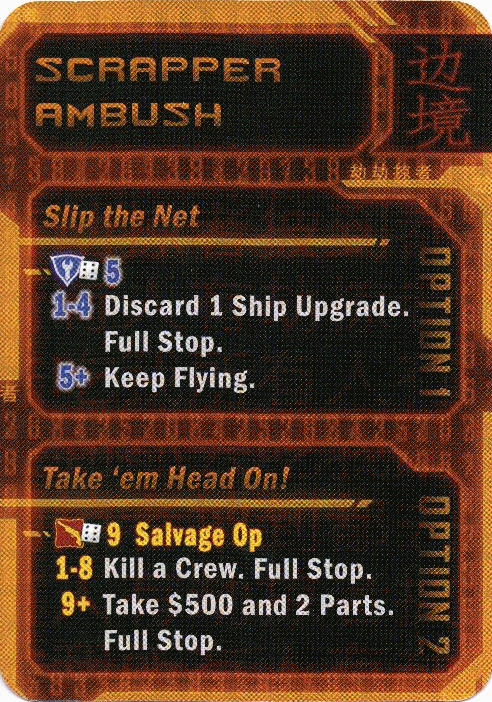 SCRAPPER
AMBUSH
边
境
Slip the Net
5
1-4 Discard 1 Ship Upgrade.
Full Stop.
5+ Keep Flying.
OPTION 1
Take ‘em Head On!
9 Salvage Op
1-8 Kill a Crew. Full Stop.
9+ Take $500 and 2 Parts.
Full Stop.
OPTION 2